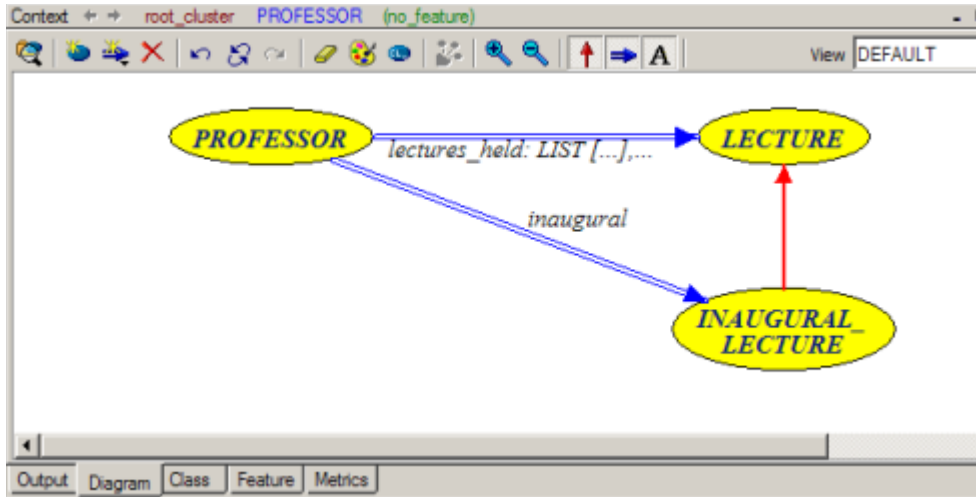 Context root_cluster PROFESSOR (no_feature)
A View DEFAULT
PROFESSOR
LECTURE
lectures_held: LIST [...],...
inaugural
INAUGURAL_
LECTURE
Output Diagram Class Feature Metrics